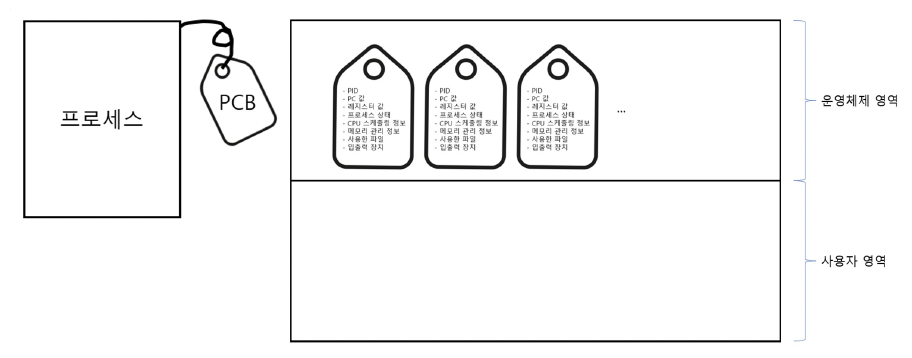 프로세스
PCB
- PID
- PC 값
- 레지스터 값
- 프로세스 상태
- CPU 스케줄링 정보
- 메모리 관리 정보
- 사용한 파일
- 입출력 장치
- PID
- PC 값
- 레지스터 값
- 프로세스 상태
- CPU 스케줄링 정보
- 메모리 관리 정보
- 사용한 파일
- 입출력 장치
- PID
- PC 값
- 레지스터 값
- 프로세스 상태
- CPU 스케줄링 정보
- 메모리 관리 정보
- 사용한 파일
- 입출력 장치
...
운영체제 영역
사용자 영역